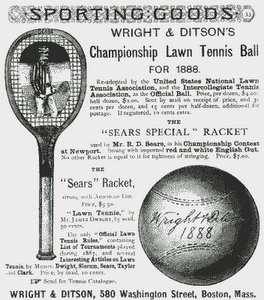 SPORTING GOODS
WRIGHT & DITSON'S
Championship Lawn Tennis Ball
FOR 1888.
Re-adopted by the United States National Lawn
Tennis Association, and the Intercollegiate Tennis
Association, as the Official Ball. Price, per dozen, $4.00;
half dozen, $2.00. Sent by mail on receipt of price, and 3
cents per dozen, and 15 cents per half-dozen, additional for
postage. If registered, 10 cents extra.
THE
"SEARS SPECIAL" RACKET
used by Mr. R. D. Sears, in his Championship Contest
at Newport. Strung with imported red and white English Gut.
No other Racket is equal to it for tightness of stringing. Price, $7.00.
THE
"Sears" Racket,
strung with American Gut.
Price, $5.50.
"Lawn Tennis," by
Mr. James Dwight, by mail,
50 cents.
The only "Official Lawn
Tennis Rules," containing
List of Tournaments played
during 1887, and several
Interesting Articles on Lawn
Tennis, by Messrs. Dwight, Slocum, Sears, Taylor
and Clark. Price, by mail, 10 cents.
Send for Tennis Catalogue.
Wright & Ditson
1888
WRIGHT & DITSON, 580 Washington Street, Boston, Mass.